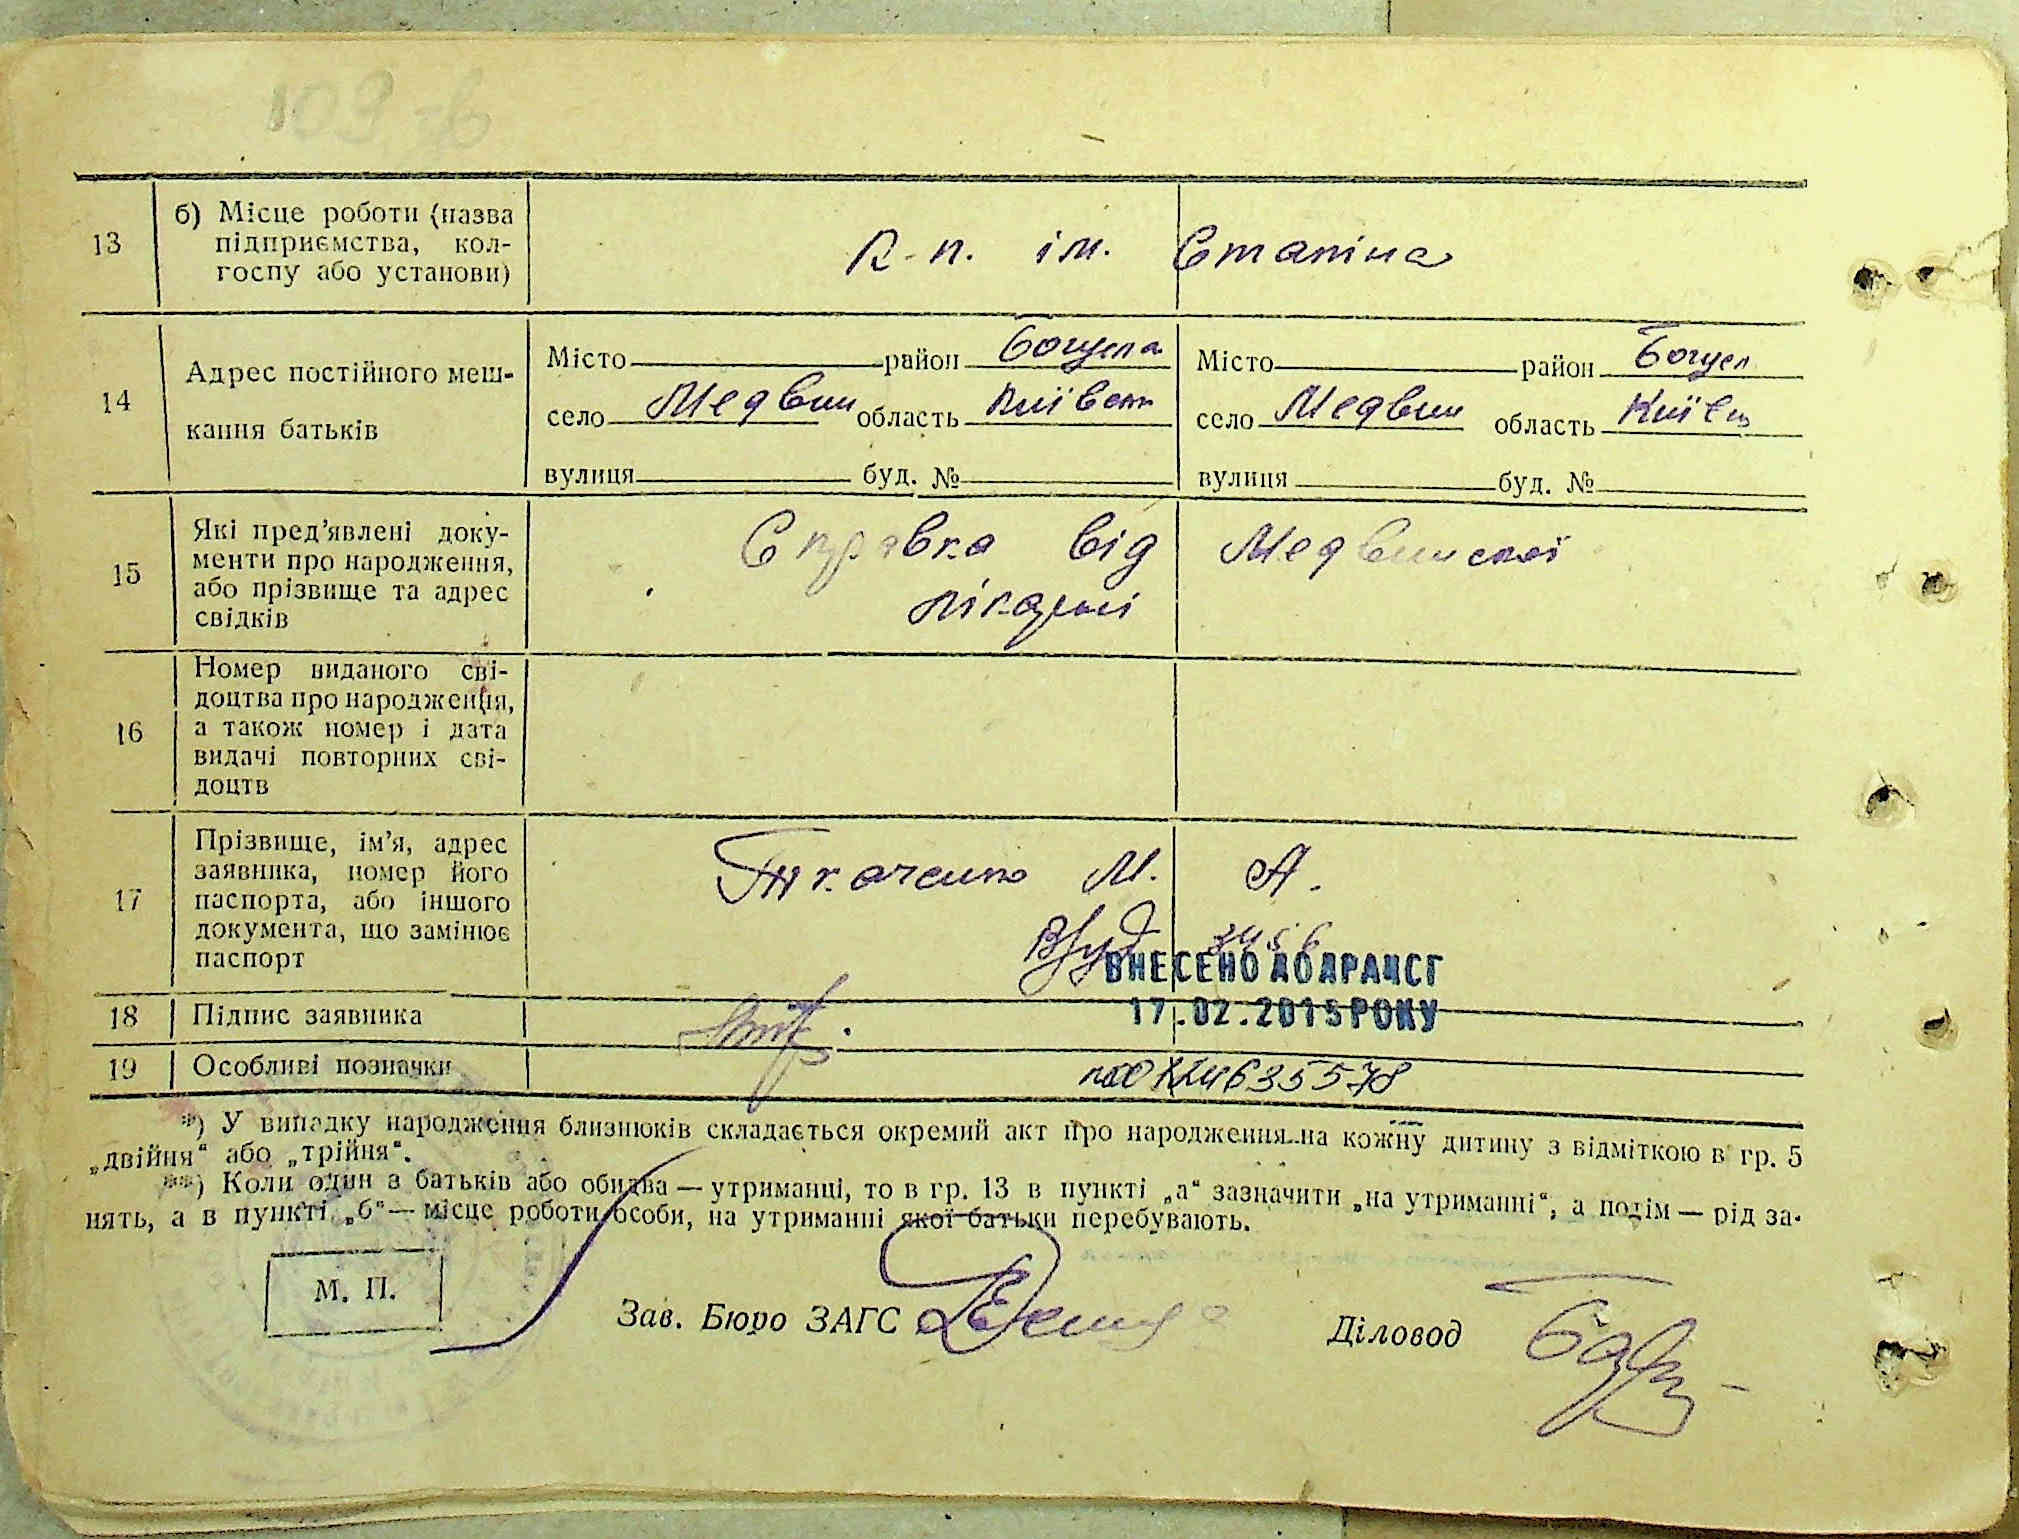 109 зв
13 б) Місце роботи (назва
підприємства, кол-
госпу або установи)
К-п. ім. Сталіна
14 Адрес постійного меш-
кання батьків
Місто район Богусла
село Медвин область Київськ
вулиця буд. №
Місто район Богусл
село Медвин область Київсь
вулиця буд. №
15 Які пред’явлені доку-
менти про народження,
або прізвище та адрес
свідків
Справка від Медвинскої
лікарні
16 Номер виданого сві-
доцтва про народження,
а також номер і дата
видачі повторних сві-
доцтв
17 Прізвище, ім’я, адрес
заявника, номер його
паспорта, або іншого
документа, що замінює
паспорт
Ткаченко М. А.
ВНЕСЕНО ДО ДРАЦСГ
17.02.2015 РОКУ
18 Підпис заявника
19 Особливі позначки
4635578
*) У випадку народження близнюків складається окремий акт про народження на кожну дитину з відміткою в гр. 5
„двійня“ або „трійня“.
**) Коли один з батьків або обидва — утриманці, то в гр. 13 в пункті „а“ зазначити „на утриманні“, а подім — рід за-
нять, а в пункті „б“ — місце роботи особи, на утриманні якої батьки перебувають.
М. П.
Зав. Бюро ЗАГС
Діловод